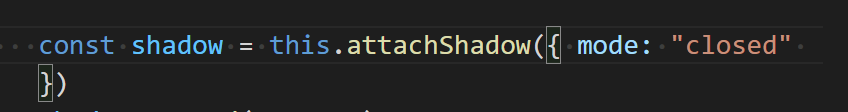 const shadow = this.attachShadow({ mode: "closed"
})